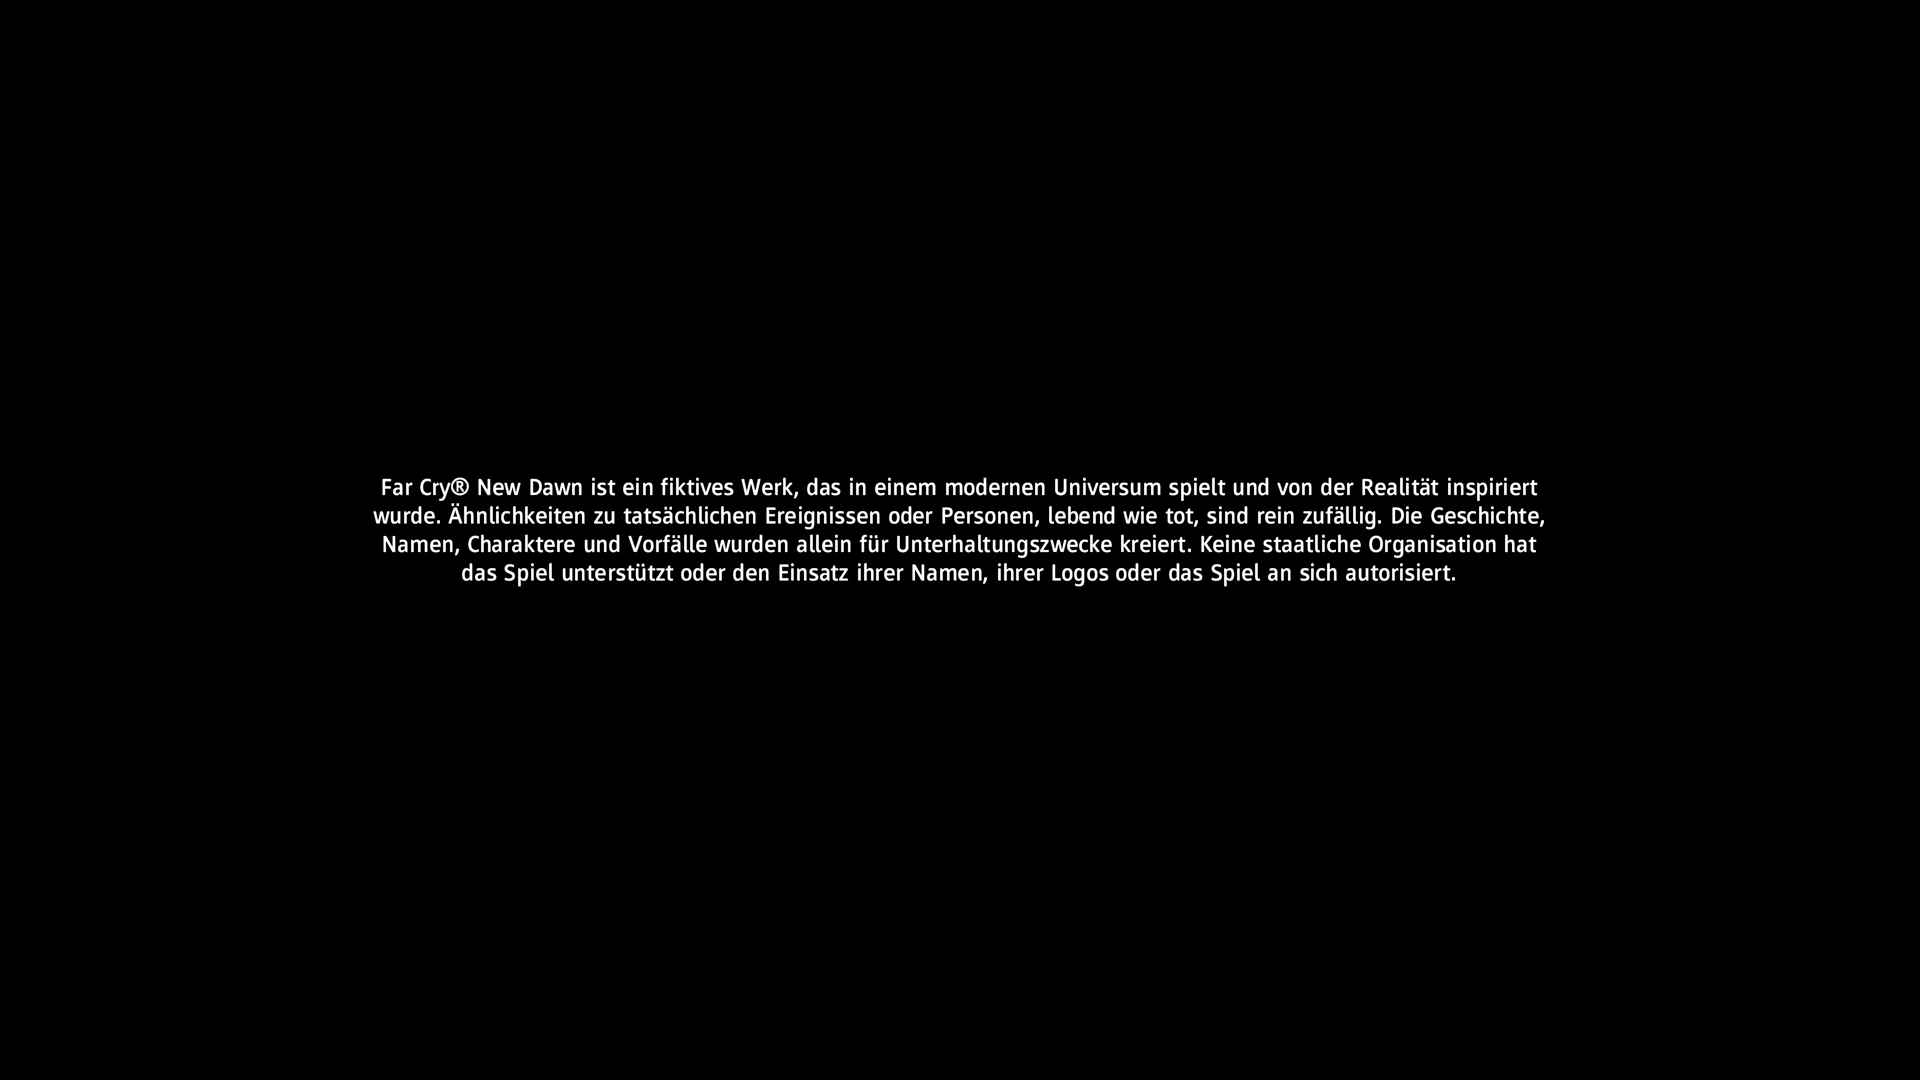 Far Cry® New Dawn ist ein fiktives Werk, das in einem modernen Universum spielt und von der Realität inspiriert
wurde. Ähnlichkeiten zu tatsächlichen Ereignissen oder Personen, lebend wie tot, sind rein zufällig. Die Geschichte,
Namen, Charaktere und Vorfälle wurden allein für Unterhaltungszwecke kreiert. Keine staatliche Organisation hat
das Spiel unterstützt oder den Einsatz ihrer Namen, ihrer Logos oder das Spiel an sich autorisiert.